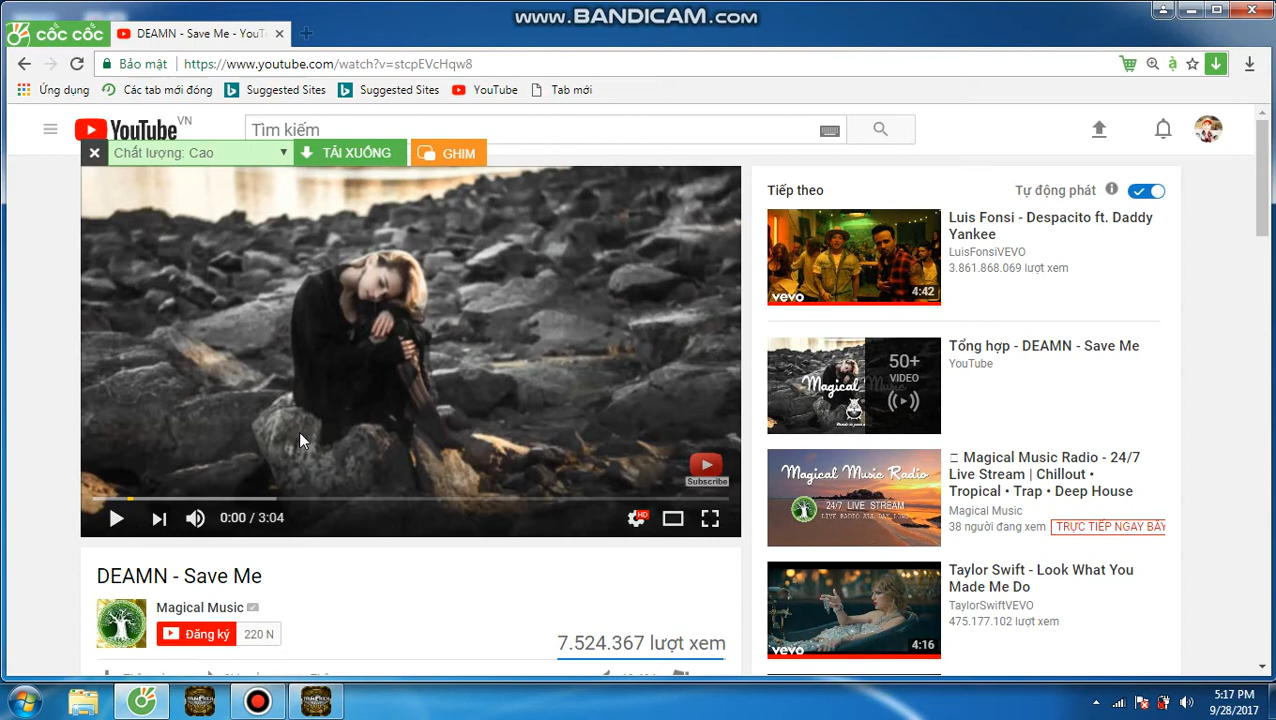 www.BANDICAM.com
cốc cốc
DEAMN - Save Me - YouT
Bảo mật
https://www.youtube.com/watch?v=stcpEVcHqw8
Ứng dụng
Các tab mới đóng
Suggested Sites
Suggested Sites
YouTube
Tab mới
YouTube VN
Tìm kiếm
Chất lượng: Cao
TẢI XUỐNG
GHIM
Subscribe
0:00 / 3:04
HD
DEAMN - Save Me
Magical Music
Đăng ký
220 N
7.524.367 lượt xem
Tiếp theo
Tự động phát
vevo
4:42
Luis Fonsi - Despacito ft. Daddy
Yankee
LuisFonsiVEVO
3.861.868.069 lượt xem
Magical
50+
VIDEO
Tổng hợp - DEAMN - Save Me
YouTube
Magical Music Radio
24/7 LIVE STREAM
Magical Music Radio - 24/7
Live Stream | Chillout •
Tropical • Trap • Deep House
Magical Music
38 người đang xem
TRỰC TIẾP NGAY BÂY
vevo
4:16
Taylor Swift - Look What You
Made Me Do
TaylorSwiftVEVO
475.177.102 lượt xem
5:17 PM
9/28/2017